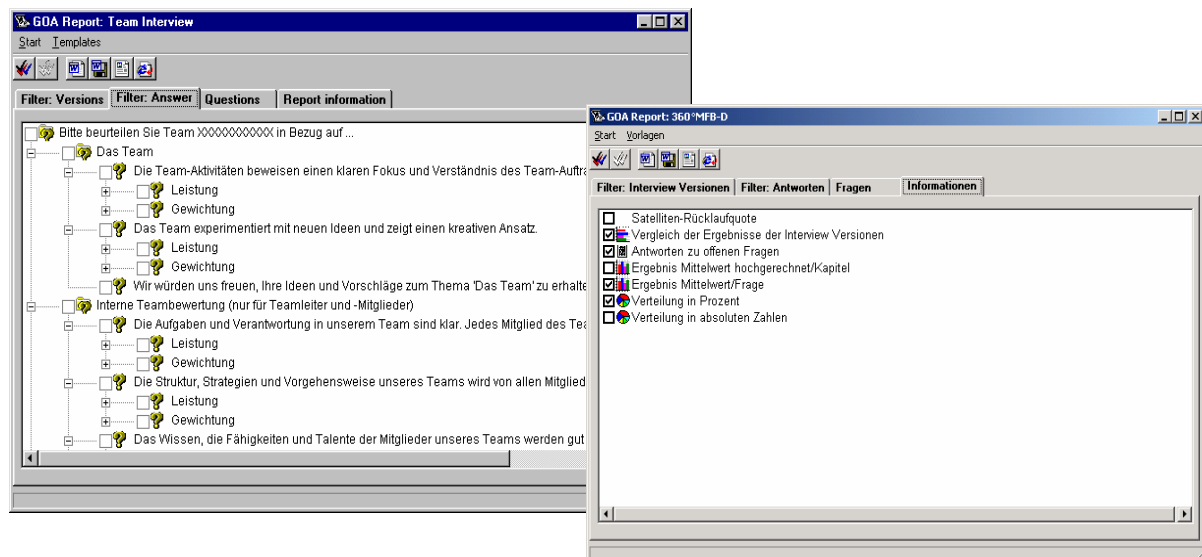 GOA Report: Team Interview
Start Templates
Filter: Versions Filter: Answer Questions Report information
Bitte beurteilen Sie Team XXXXXXXXXXX in Bezug auf ...
Das Team
Die Team-Aktivitäten beweisen einen klaren Fokus und Verständnis des Team-Auftra
Leistung
Gewichtung
Das Team experimentiert mit neuen Ideen und zeigt einen kreativen Ansatz.
Leistung
Gewichtung
Wir würden uns freuen, Ihre Ideen und Vorschläge zum Thema 'Das Team' zu erhalte
Interne Teambewertung (nur für Teamleiter und -Mitglieder)
Die Aufgaben und Verantwortung in unserem Team sind klar. Jedes Mitglied des Tea
Leistung
Gewichtung
Die Struktur, Strategien und Vorgehensweise unseres Teams wird von allen Mitglied
Leistung
Gewichtung
Das Wissen, die Fähigkeiten und Talente der Mitglieder unseres Teams werden gut
GOA Report: 360°MFB-D
Start Vorlagen
Filter: Interview Versionen Filter: Antworten Fragen Informationen
Satelliten-Rücklaufquote
Vergleich der Ergebnisse der Interview Versionen
Antworten zu offenen Fragen
Ergebnis Mittelwert hochgerechnet/Kapitel
Ergebnis Mittelwert/Frage
Verteilung in Prozent
Verteilung in absoluten Zahlen